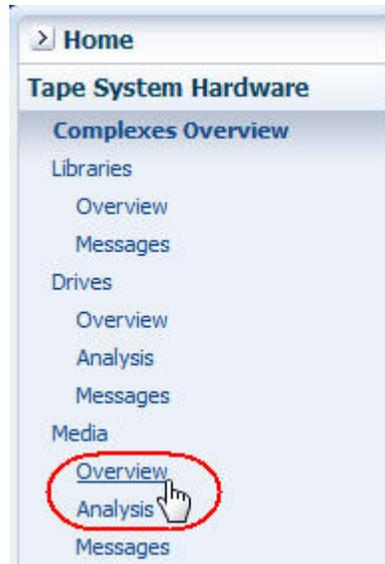 Home
Tape System Hardware
Complexes Overview
Libraries
Overview
Messages
Drives
Overview
Analysis
Messages
Media
Overview
Analysis
Messages